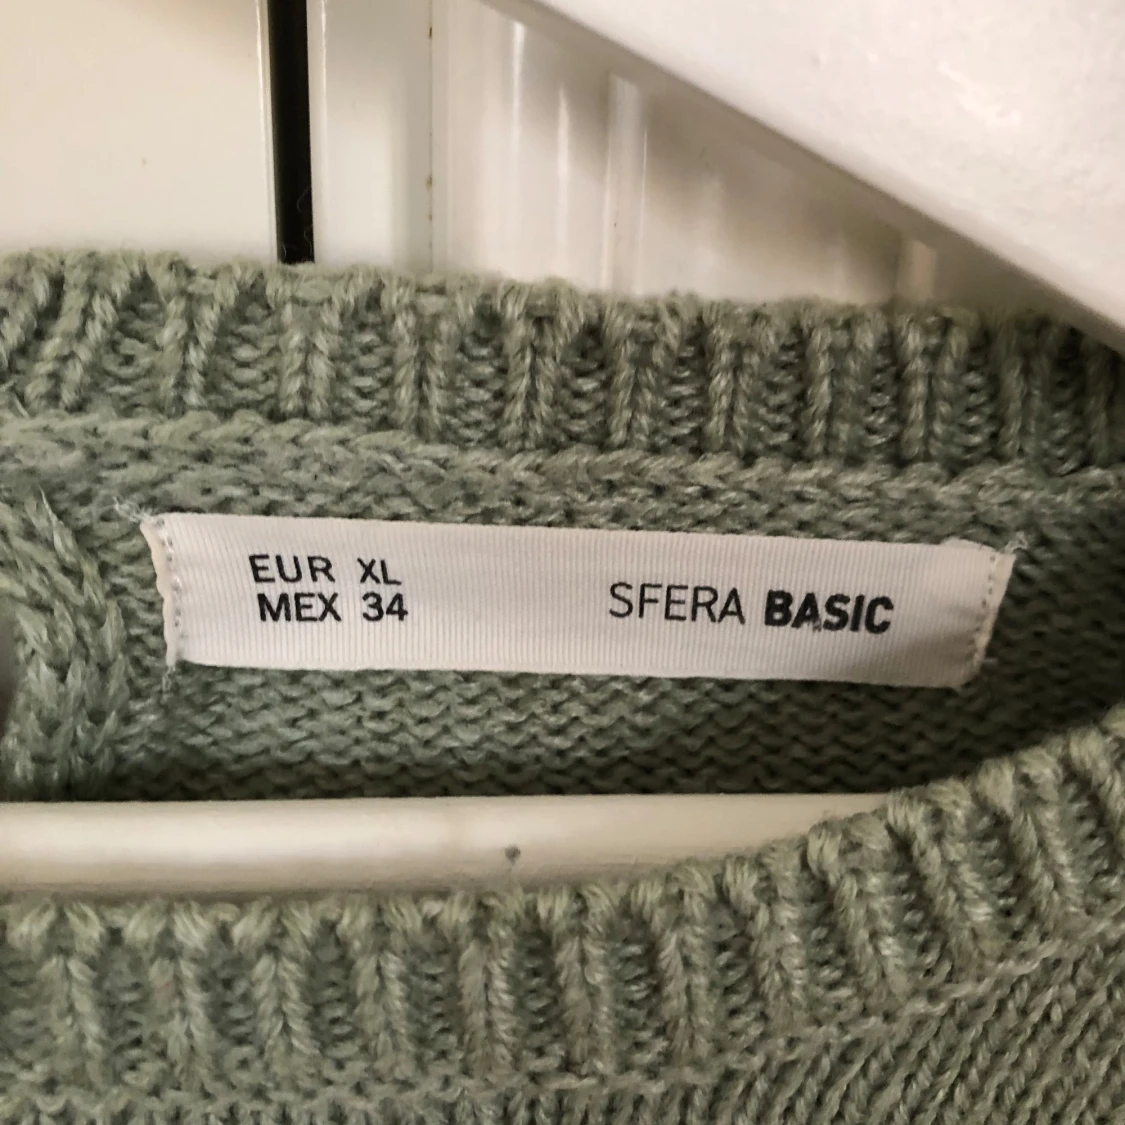 EUR XL
MEX 34
SFERA BASIC